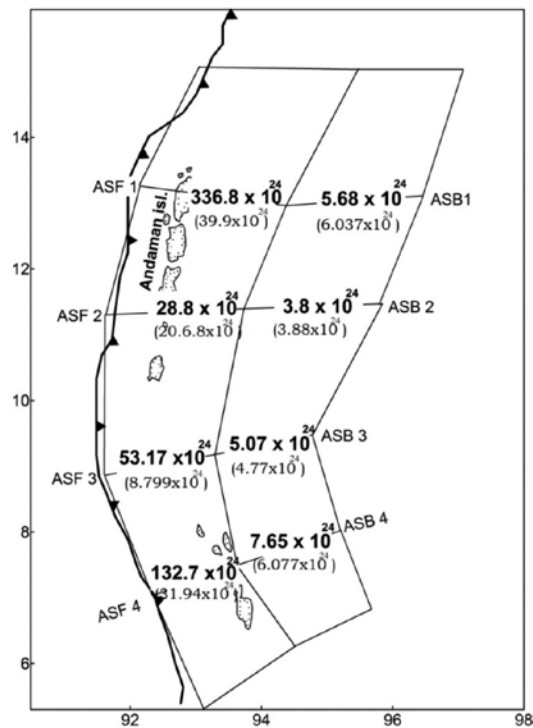 14
12
10
8
6
92
94
96
98
ASF 1
336.8 x 10^24
(39.9x10^24)
5.68 x 10^24
(6.037x10^24)
ASB1
Andaman isl.
ASF 2
28.8 x 10^24
(20.6.8x10^24)
3.8 x 10^24
(3.88x10^24)
ASB 2
ASF 3
53.17 x10^24
(8.799x10^24)
5.07 x 10^24
(4.77x10^24)
ASB 3
ASF 4
132.7 x10^24
(31.94x10^24)
7.65 x 10^24
(6.077x10^24)
ASB 4